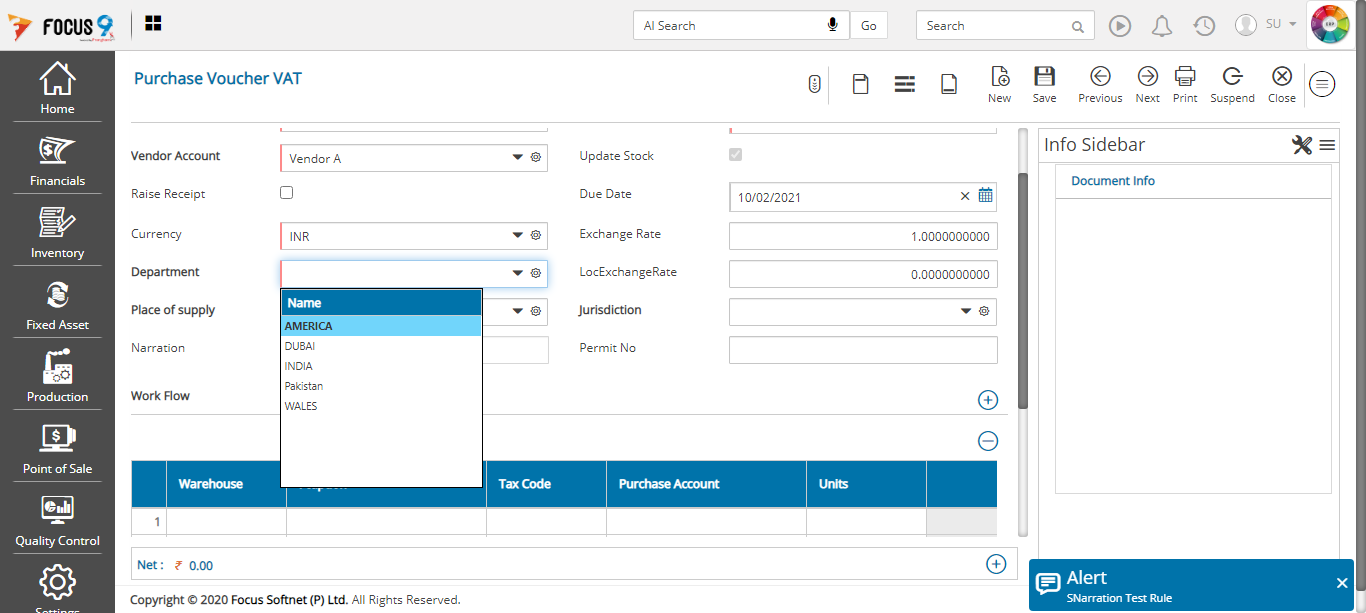 FOCUS 9
AI Search
Go
Search
SU
ERP
Home
Financials
Inventory
Fixed Asset
Production
Point of Sale
Quality Control
Settings
Purchase Voucher VAT
New
Save
Previous
Next
Print
Suspend
Close
Vendor Account
Vendor A
Update Stock
Raise Receipt
Due Date
10/02/2021
Currency
INR
Exchange Rate
1.0000000000
Department
LocExchangeRate
0.0000000000
Place of supply
Jurisdiction
Narration
Permit No
Name
AMERICA
DUBAI
INDIA
Pakistan
WALES
Work Flow
Warehouse
Tax Code
Purchase Account
Units
1
Net : ₹ 0.00
Info Sidebar
Document Info
Alert
SNarration Test Rule
Copyright © 2020 Focus Softnet (P) Ltd. All Rights Reserved.